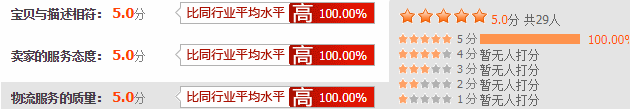 宝贝与描述相符: 5.0分 比同行业平均水平 高 100.00%
卖家的服务态度: 5.0分 比同行业平均水平 高 100.00%
物流服务的质量: 5.0分 比同行业平均水平 高 100.00%
5.0分 共29人
5分 100.00%
4分 暂无人打分
3分 暂无人打分
2分 暂无人打分
1分 暂无人打分